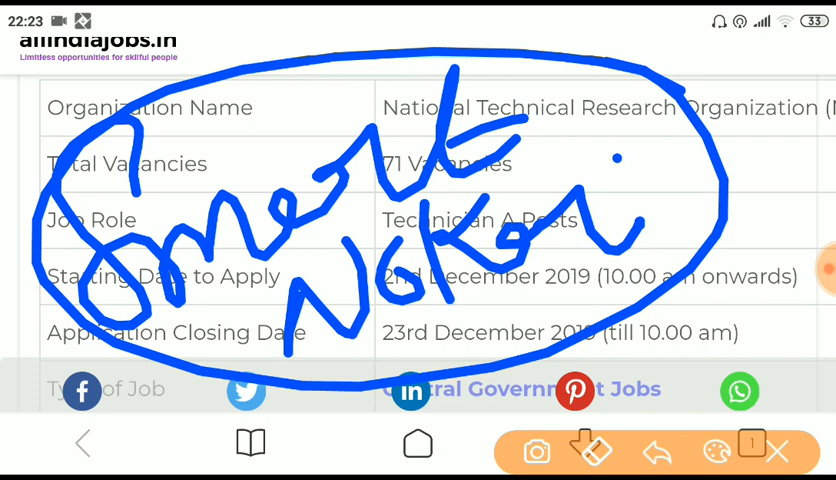 22:23 33
allindiajobs.in
Limitless opportunities for skillful people
Organization Name National Technical Research Organization (
Total Vacancies 71 Vacancies
Job Role Technician A Posts
Starting Date to Apply 2nd December 2019 (10.00 am onwards)
Application Closing Date 23rd December 2019 (till 10.00 am)
Type of Job Central Government Jobs
Smart
Nokri
1